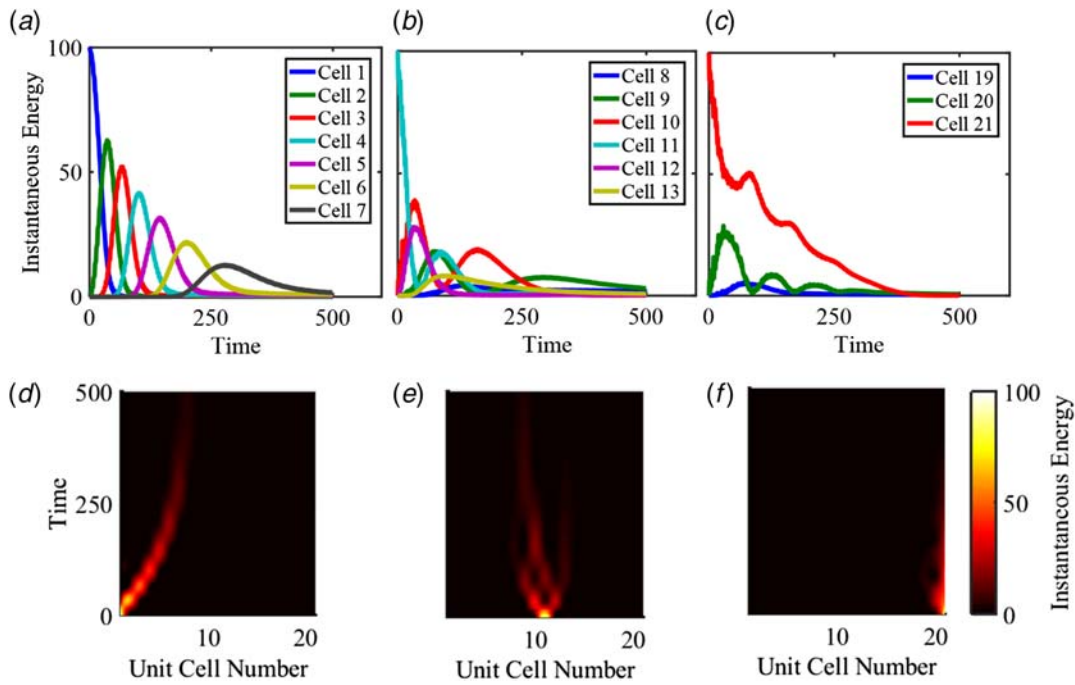 (a) (b) (c)
Instantaneous Energy
100
50
0
Cell 1
Cell 2
Cell 3
Cell 4
Cell 5
Cell 6
Cell 7
0 250 500
Time
Cell 8
Cell 9
Cell 10
Cell 11
Cell 12
Cell 13
0 250 500
Time
Cell 19
Cell 20
Cell 21
0 250 500
Time
(d) (e) (f)
Time
500
250
0
10 20
Unit Cell Number
10 20
Unit Cell Number
10 20
Unit Cell Number
100
50
0
Instantaneous Energy